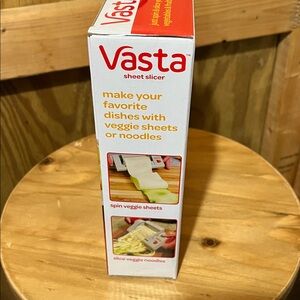 Vasta
sheet slicer
make your
favorite
dishes with
veggie sheets
or noodles
spin veggie sheets
slice veggie noodles